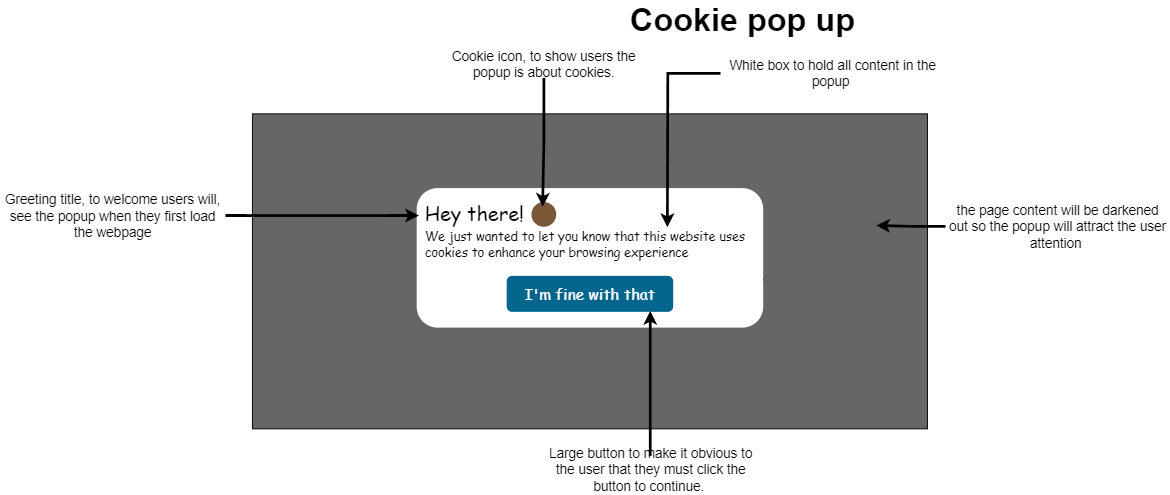 Cookie pop up
Cookie icon, to show users the
popup is about cookies.
White box to hold all content in the
popup
Greeting title, to welcome users will,
see the popup when they first load
the webpage
Hey there!
We just wanted to let you know that this website uses
cookies to enhance your browsing experience
I'm fine with that
the page content will be darkened
out so the popup will attract the user
attention
Large button to make it obvious to
the user that they must click the
button to continue.